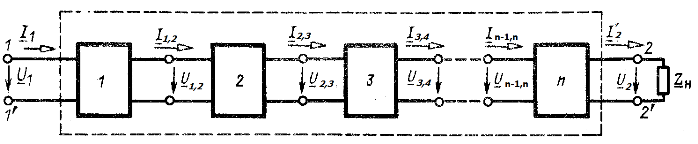 I1 I1,2 I2,3 I3,4 In-1,n I'2
1 2
U1 1 U1,2 2 U2,3 3 U3,4 Un-1,n n U2 ZH
1' 2'